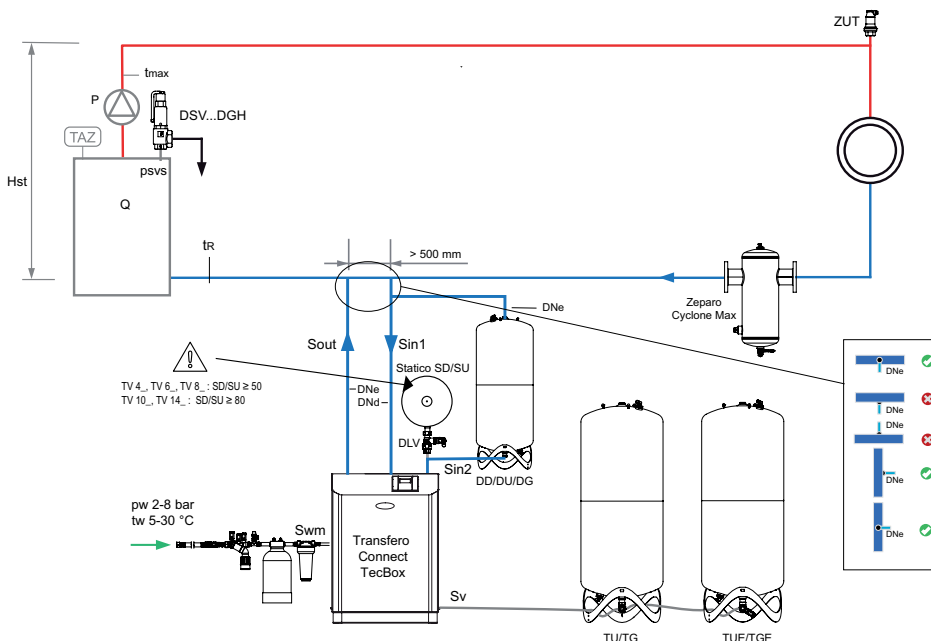 ZUT
tmax
P
DSV...DGH
TAZ
psvs
Hst
Q
tR
> 500 mm
DNe
Zeparo
Cyclone Max
Sout
Sin1
Statico SD/SU
TV 4_, TV 6_, TV 8_ : SD/SU ≥ 50
TV 10_, TV 14_ : SD/SU ≥ 80
DNe
DNd
DLV
Sin2
DD/DU/DG
DNe
DNe
DNe
DNe
DNe
pw 2-8 bar
tw 5-30 °C
Swm
Transfero
Connect
TecBox
Sv
TU/TG
TUE/TGE